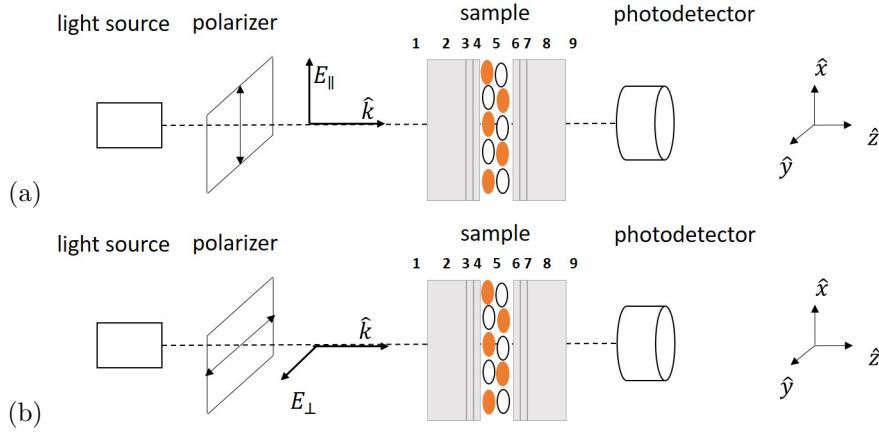 light source polarizer sample photodetector
1 2 3 4 5 6 7 8 9
E∥ k̂ x̂
ŷ ẑ
(a)
light source polarizer sample photodetector
1 2 3 4 5 6 7 8 9
k̂ x̂
E⊥ ŷ ẑ
(b)